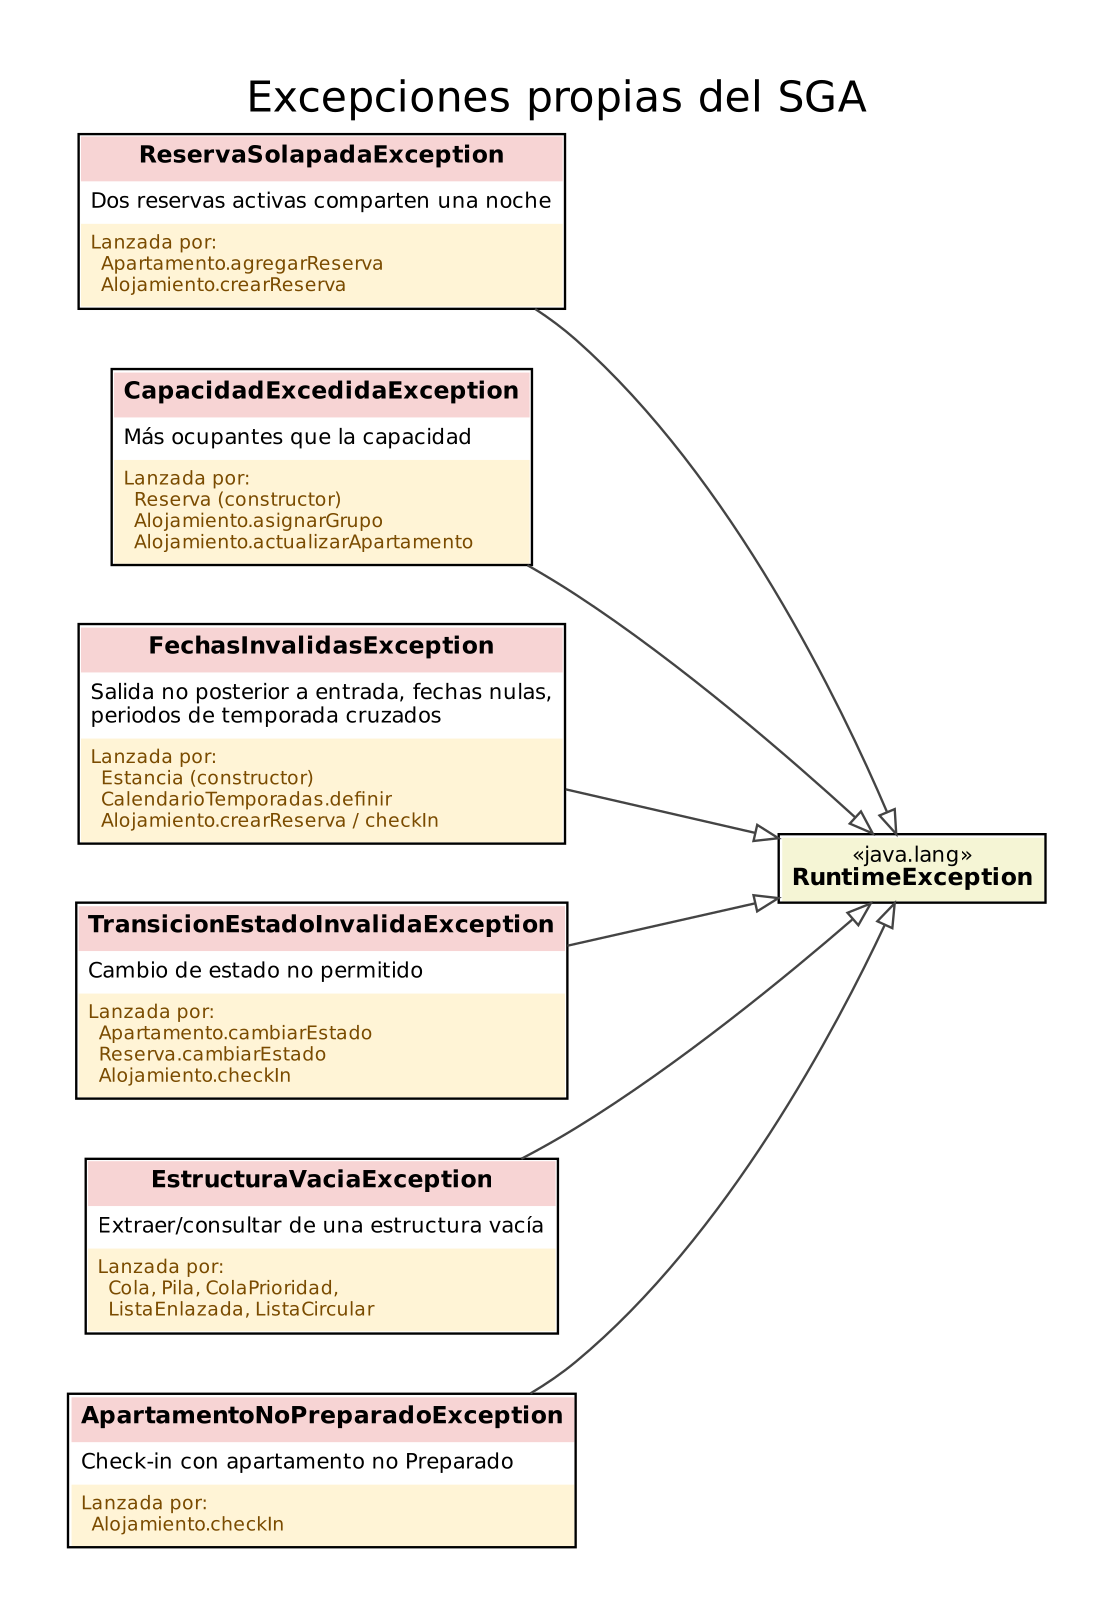 Excepciones propias del SGA
ReservaSolapadaException
Dos reservas activas comparten una noche
Lanzada por:
Apartamento.agregarReserva
Alojamiento.crearReserva
CapacidadExcedidaException
Más ocupantes que la capacidad
Lanzada por:
Reserva (constructor)
Alojamiento.asignarGrupo
Alojamiento.actualizarApartamento
FechasInvalidasException
Salida no posterior a entrada, fechas nulas,
periodos de temporada cruzados
Lanzada por:
Estancia (constructor)
CalendarioTemporadas.definir
Alojamiento.crearReserva / checkIn
«java.lang»
RuntimeException
TransicionEstadoInvalidaException
Cambio de estado no permitido
Lanzada por:
Apartamento.cambiarEstado
Reserva.cambiarEstado
Alojamiento.checkIn
EstructuraVaciaException
Extraer/consultar de una estructura vacía
Lanzada por:
Cola, Pila, ColaPrioridad,
ListaEnlazada, ListaCircular
ApartamentoNoPreparadoException
Check-in con apartamento no Preparado
Lanzada por:
Alojamiento.checkIn